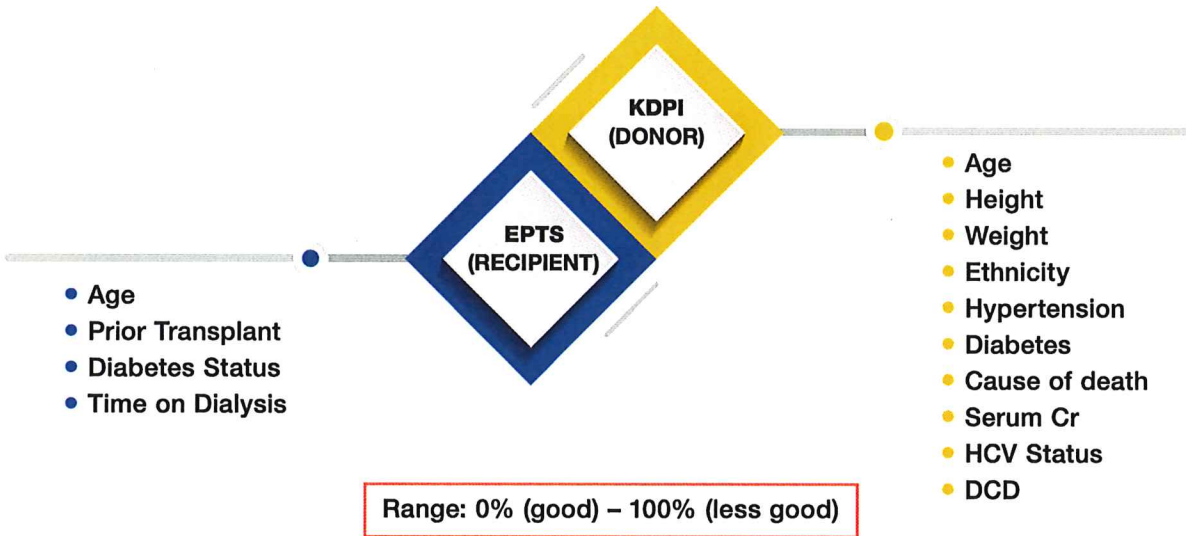 KDPI
(DONOR)
EPTS
(RECIPIENT)
Age
Prior Transplant
Diabetes Status
Time on Dialysis
Age
Height
Weight
Ethnicity
Hypertension
Diabetes
Cause of death
Serum Cr
HCV Status
DCD
Range: 0% (good) – 100% (less good)